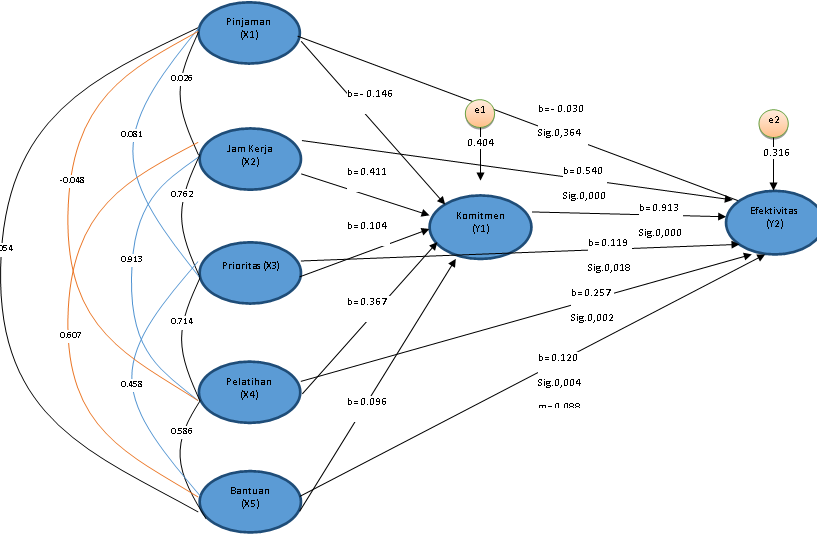 Pinjaman
(X1)
0.026
b=- 0.146
e1
b=- 0.030
e2
0.081
Sig.0,364
0.404
0.316
Jam Kerja
(X2)
b=0.411
b=0.540
-0.048
0.762
Sig.0,000
b=0.913
Komitmen
(Y1)
Efektivitas
(Y2)
b=0.104
Sig.0,000
b=0.119
054
0.913
Prioritas (X3)
Sig.0,018
b=0.367
b=0.257
0.714
Sig.0,002
0.607
b=0.120
0.458
Pelatihan
(X4)
Sig.0,004
b=0.096
m=0.088
0.586
Bantuan
(X5)